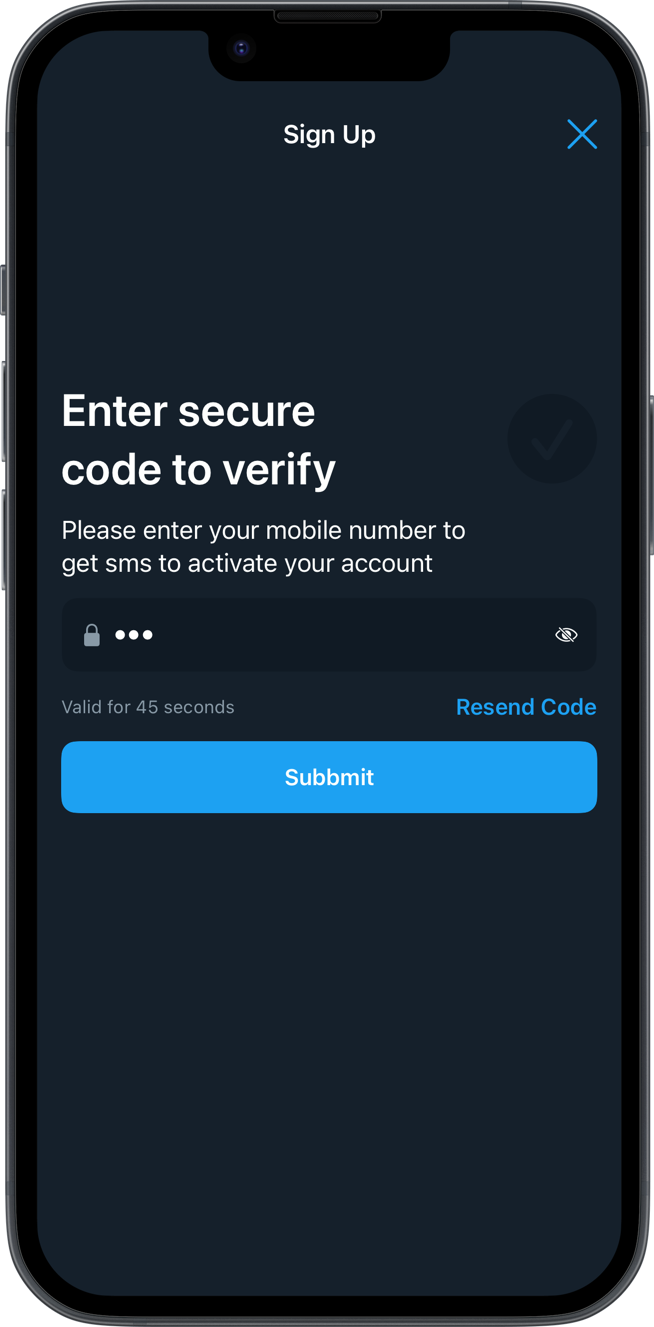 Sign Up
Enter secure
code to verify
Please enter your mobile number to
get sms to activate your account
Valid for 45 seconds
Resend Code
Subbmit